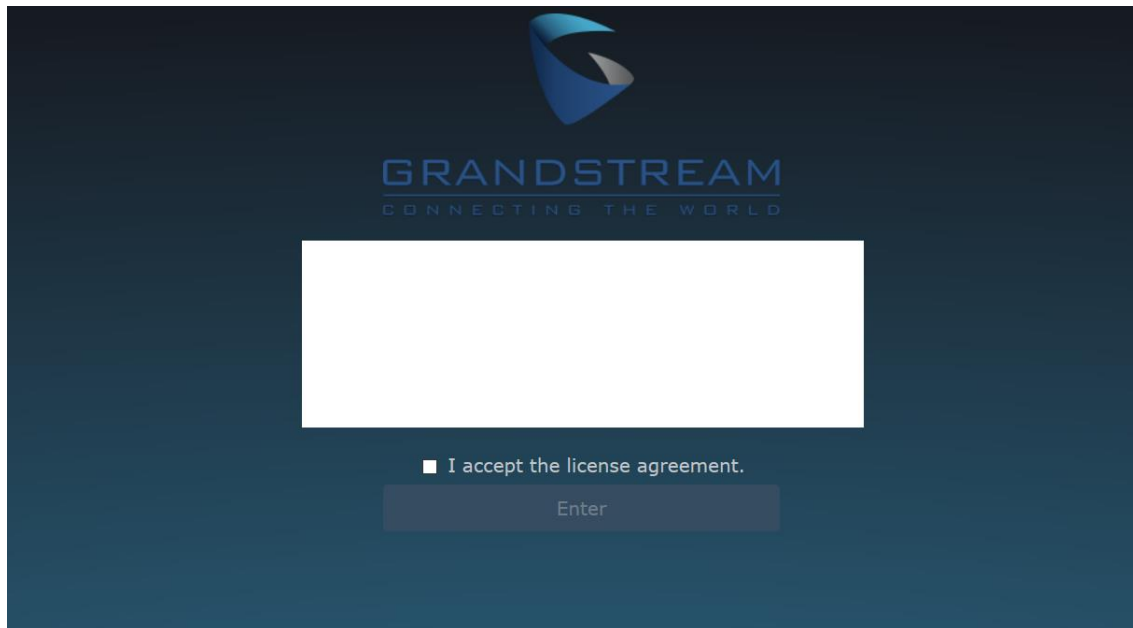 GRANDSTREAM
CONNECTING THE WORLD
I accept the license agreement.
Enter